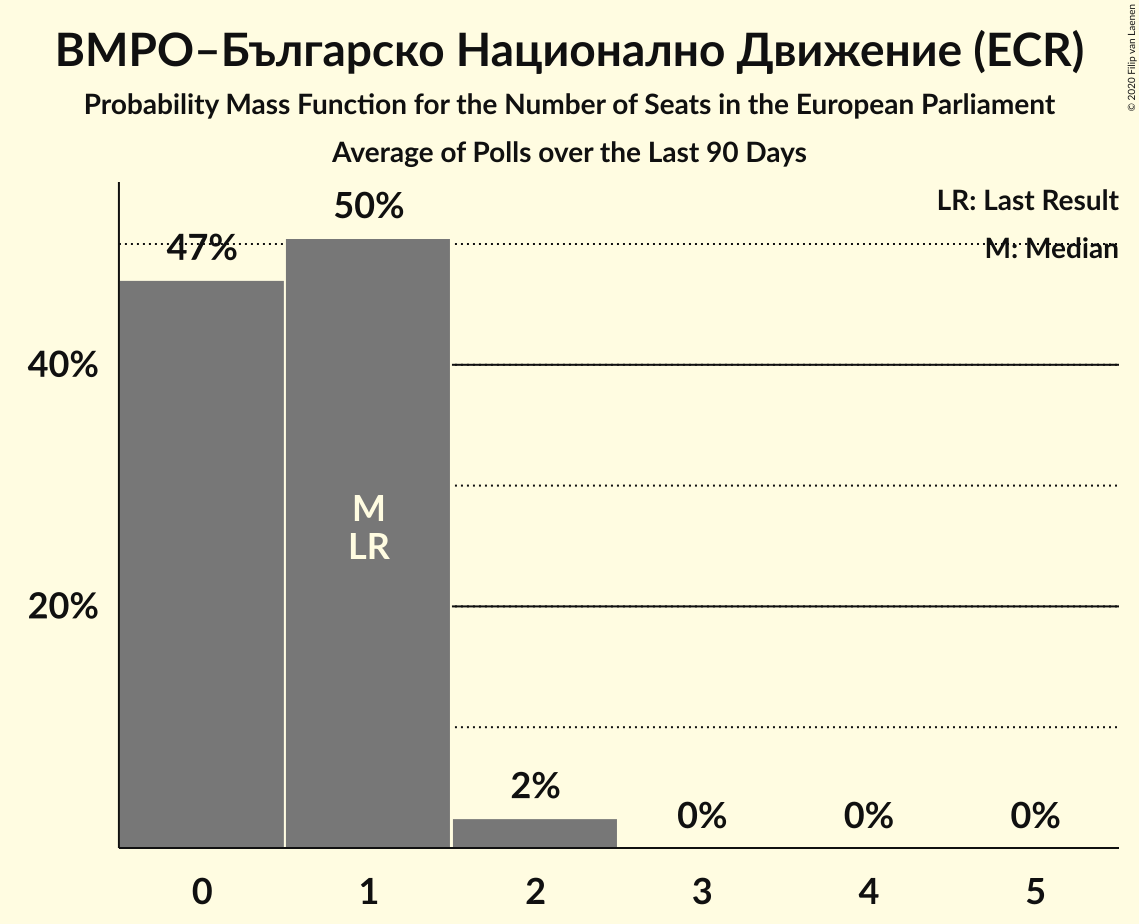 ВМРО–Българско Национално Движение (ECR)
Probability Mass Function for the Number of Seats in the European Parliament
Average of Polls over the Last 90 Days
© 2020 Filip van Laenen
LR: Last Result
M: Median
50%
47%
40%
20%
M
LR
2%
0%
0%
0%
0
1
2
3
4
5